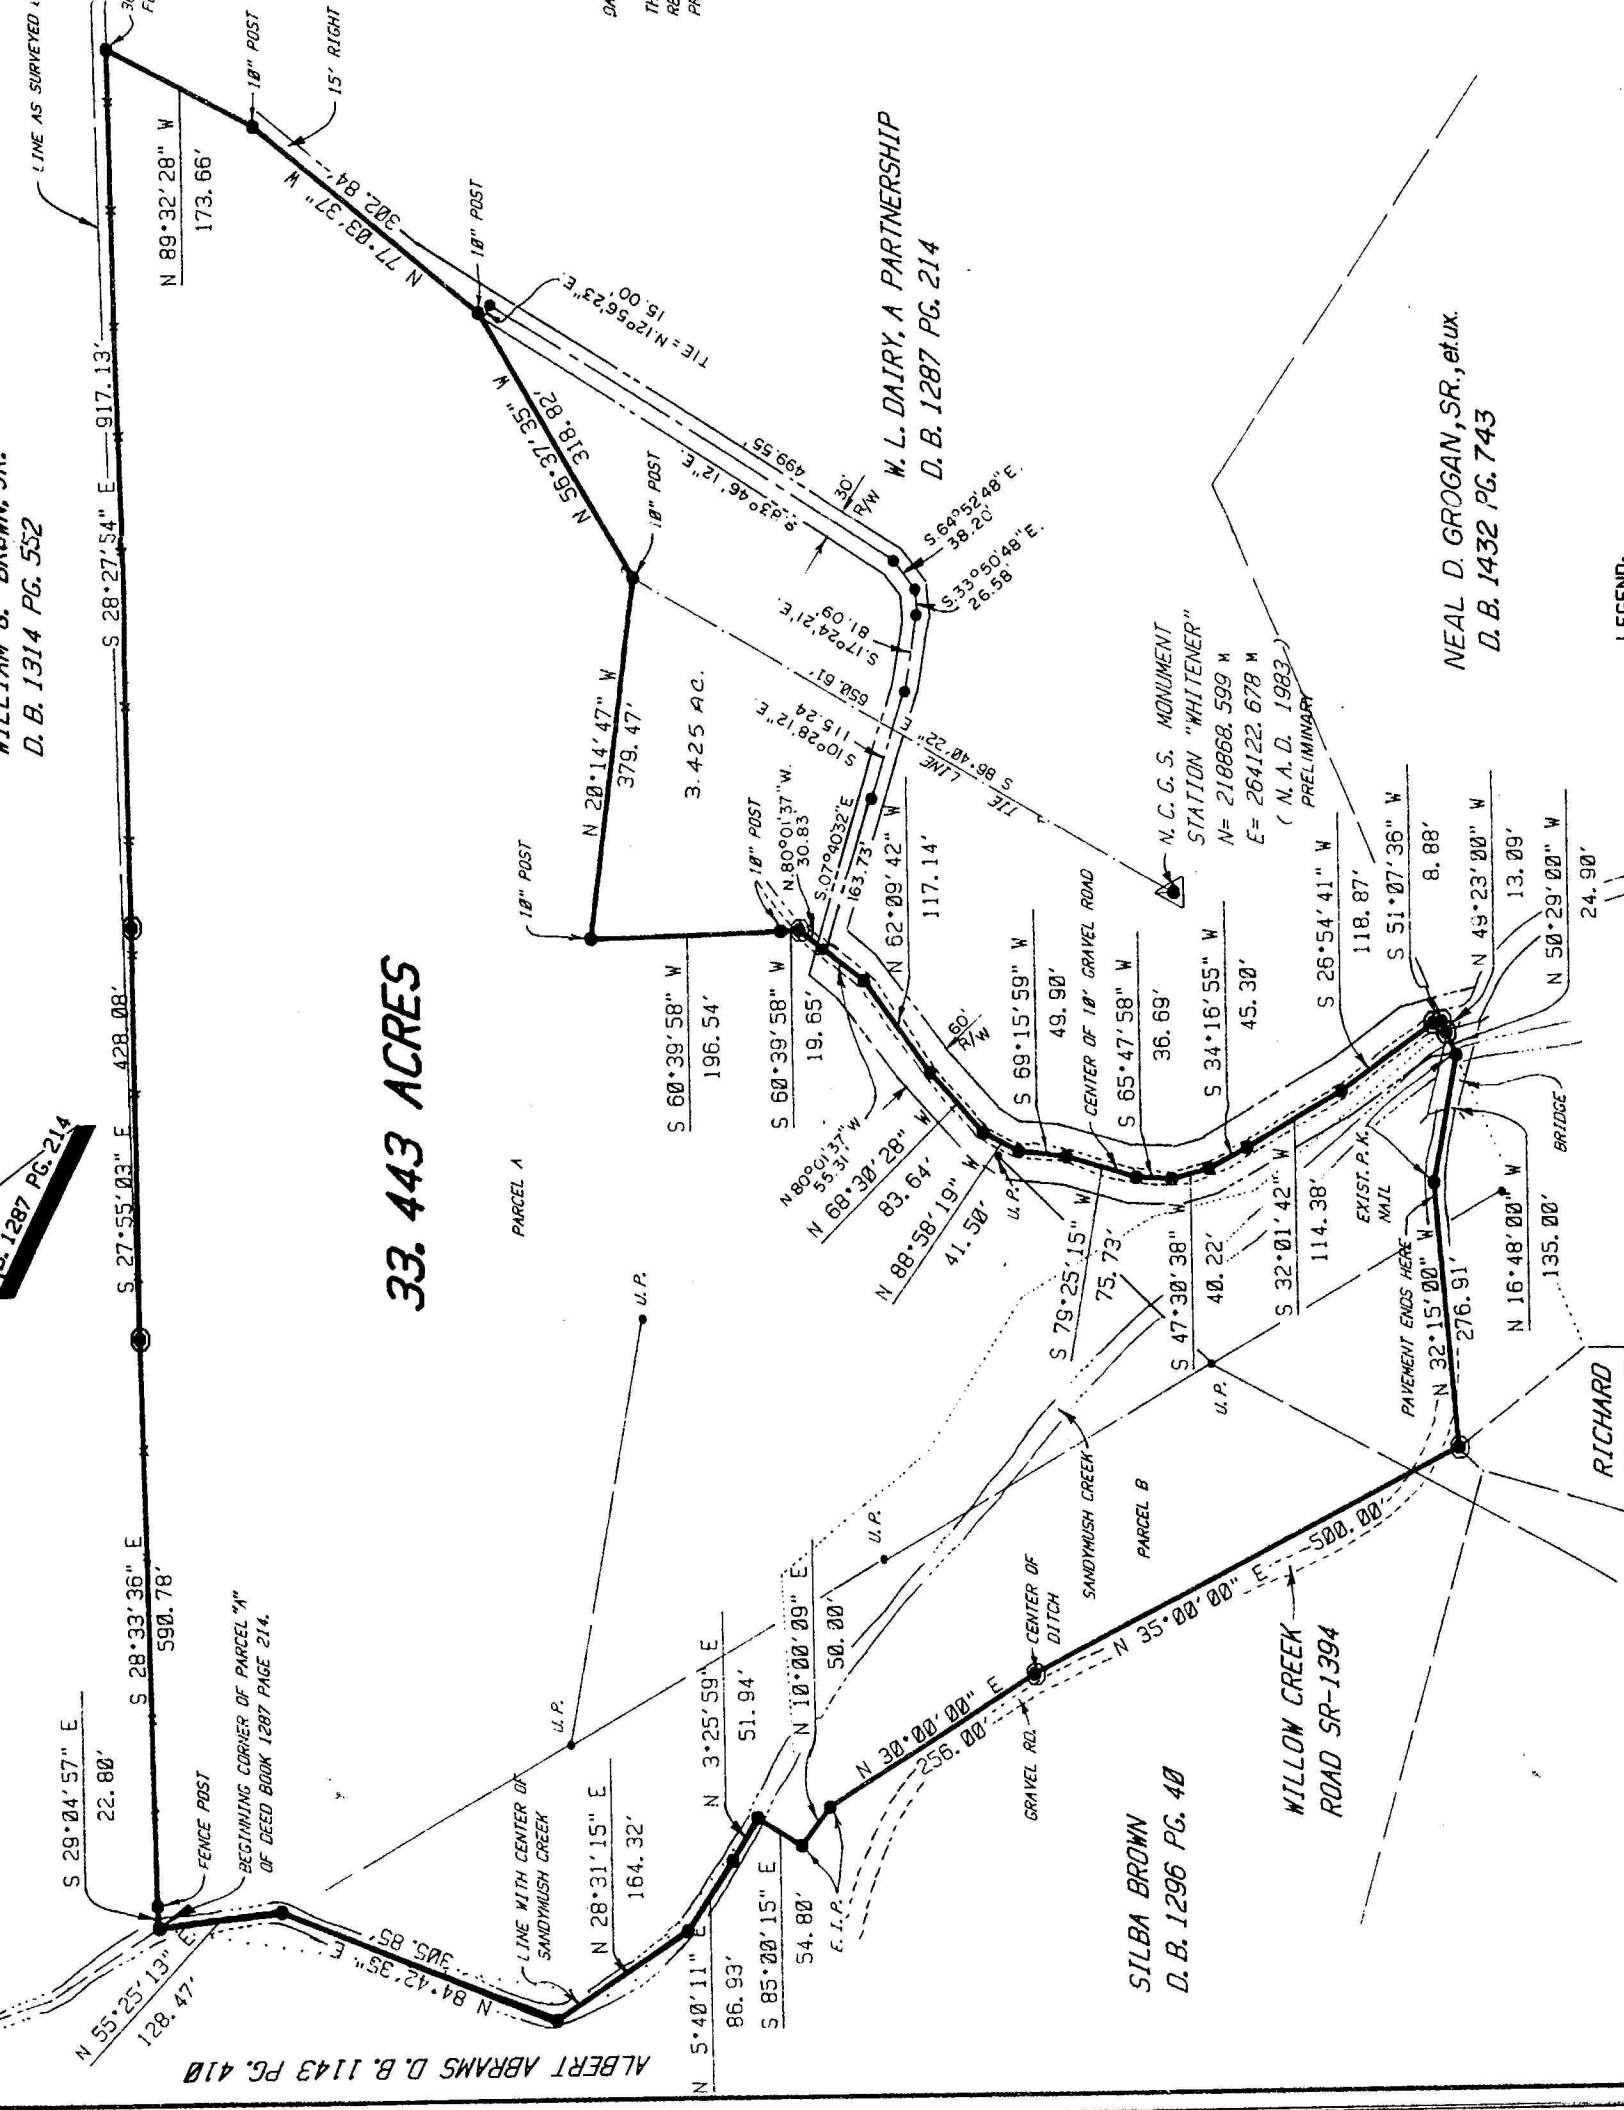 LINE AS SURVEYED
D. B. 1314 PG. 552
1287 PG. 214
S 29°04'57" E
22.80'
FENCE POST
BEGINNING CORNER OF PARCEL "A"
OF DEED BOOK 1287 PAGE 214.
S 28°33'36" E
590.78'
S 27°55'03" E 428.08'
S 28°27'54" E 917.13'
N 89°32'28" W
173.66'
10" POST
15' RIGHT
N 77°03'37" W
302.84'
10" POST
TIE=N.12°56'23"E.
15.00'
N 56°37'35" W
318.82'
10" POST
S.83°46'12"E.
499.55'
30'
R/W
W. L. DAIRY, A PARTNERSHIP
D. B. 1287 PG. 214
S.64°52'48"E.
38.20'
S.33°50'48"E.
26.58'
S.17°24'21"E.
81.09'
S10°28'12"E.
115.24
S.07°40'32"E
163.73'
N 20°14'47" W
379.47'
3.425 AC.
10" POST
33.443 ACRES
PARCEL A
S 60°39'58" W
196.54'
10" POST
S 60°39'58" W
19.65'
N.80°01'37"W.
30.83
N80°01'37"W
55.31'
N 62°09'42" W
117.14'
N 68°30'28" W
83.64'
N 88°58'19" W
41.50'
60'
R/W
S 69°15'59" W
49.90'
CENTER OF 10' GRAVEL ROAD
S 79°25'15" W
75.73'
S 65°47'58" W
36.69'
S 47°30'38" W
40.22'
S 34°16'55" W
45.30'
S 32°01'42" W
114.38'
S 26°54'41" W
118.87'
S 51°07'36" W
8.88'
N 49°23'00" W
13.09'
N 50°29'00" W
24.90'
TIE LINE
S 86°40'22" E
650.61'
N. C. G. S. MONUMENT
STATION "WHITENER"
N= 218868.599 M
E= 264122.678 M
( N. A. D. 1983 )
PRELIMINARY
NEAL D. GROGAN, SR., et.ux.
D. B. 1432 PG. 743
LEGEND:
BRIDGE
N 16°48'00" W
135.00'
EXIST. P.K.
NAIL
PAVEMENT ENDS HERE
N 32°15'00" W
276.91'
RICHARD
U.P.
U.P.
U.P.
U.P.
U.P.
SANDYMUSH CREEK
PARCEL B
N 35°00'00" E 500.00'
WILLOW CREEK
ROAD SR-1394
CENTER OF
DITCH
GRAVEL RD.
N 30°00'00" E
256.00'
N 10°00'09" E
50.00'
E.I.P.
S 85°00'15" E
54.80'
N 3°25'59" E
51.94'
N 5°40'11" E
86.93'
N 28°31'15" E
164.32'
LINE WITH CENTER OF
SANDYMUSH CREEK
N 84°42'35" E
305.85'
N 55°25'13" E
128.47'
ALBERT ABRAMS D. B. 1143 PG. 410
SILBA BROWN
D. B. 1296 PG. 40